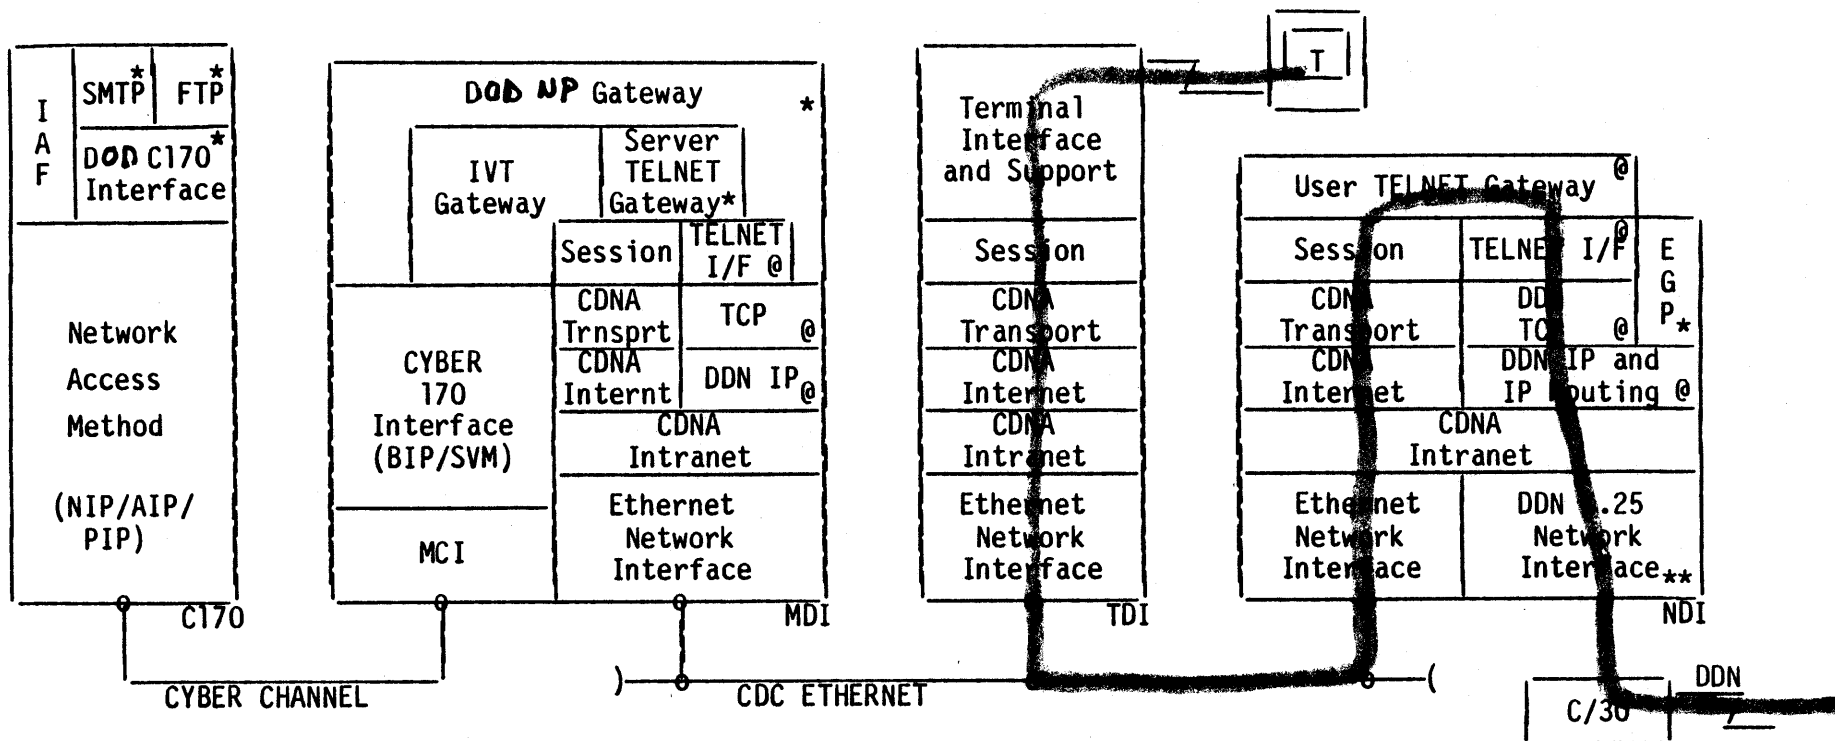 I
A
F
SMTP*
FTP*
DOD C170*
Interface
Network
Access
Method
(NIP/AIP/
PIP)
C170
DOD NP Gateway
*
IVT
Gateway
Server
TELNET
Gateway*
Session
TELNET
I/F @
CDNA
Trnsprt
TCP
@
CDNA
Internt
DDN IP
@
CYBER
170
Interface
(BIP/SVM)
CDNA
Intranet
MCI
Ethernet
Network
Interface
MDI
Terminal
Interface
and Support
Session
CDNA
Transport
CDNA
Internet
CDNA
Intranet
Ethernet
Network
Interface
TDI
T
User TELNET Gateway
@
Session
TELNET I/F
@
E
G
P*
CDNA
Transport
DDN
TCP @
CDNA
Internet
DDN IP and
IP Routing @
CDNA
Intranet
Ethernet
Network
Interface
DDN X.25
Network
Interface**
NDI
CYBER CHANNEL
CDC ETHERNET
C/30
DDN